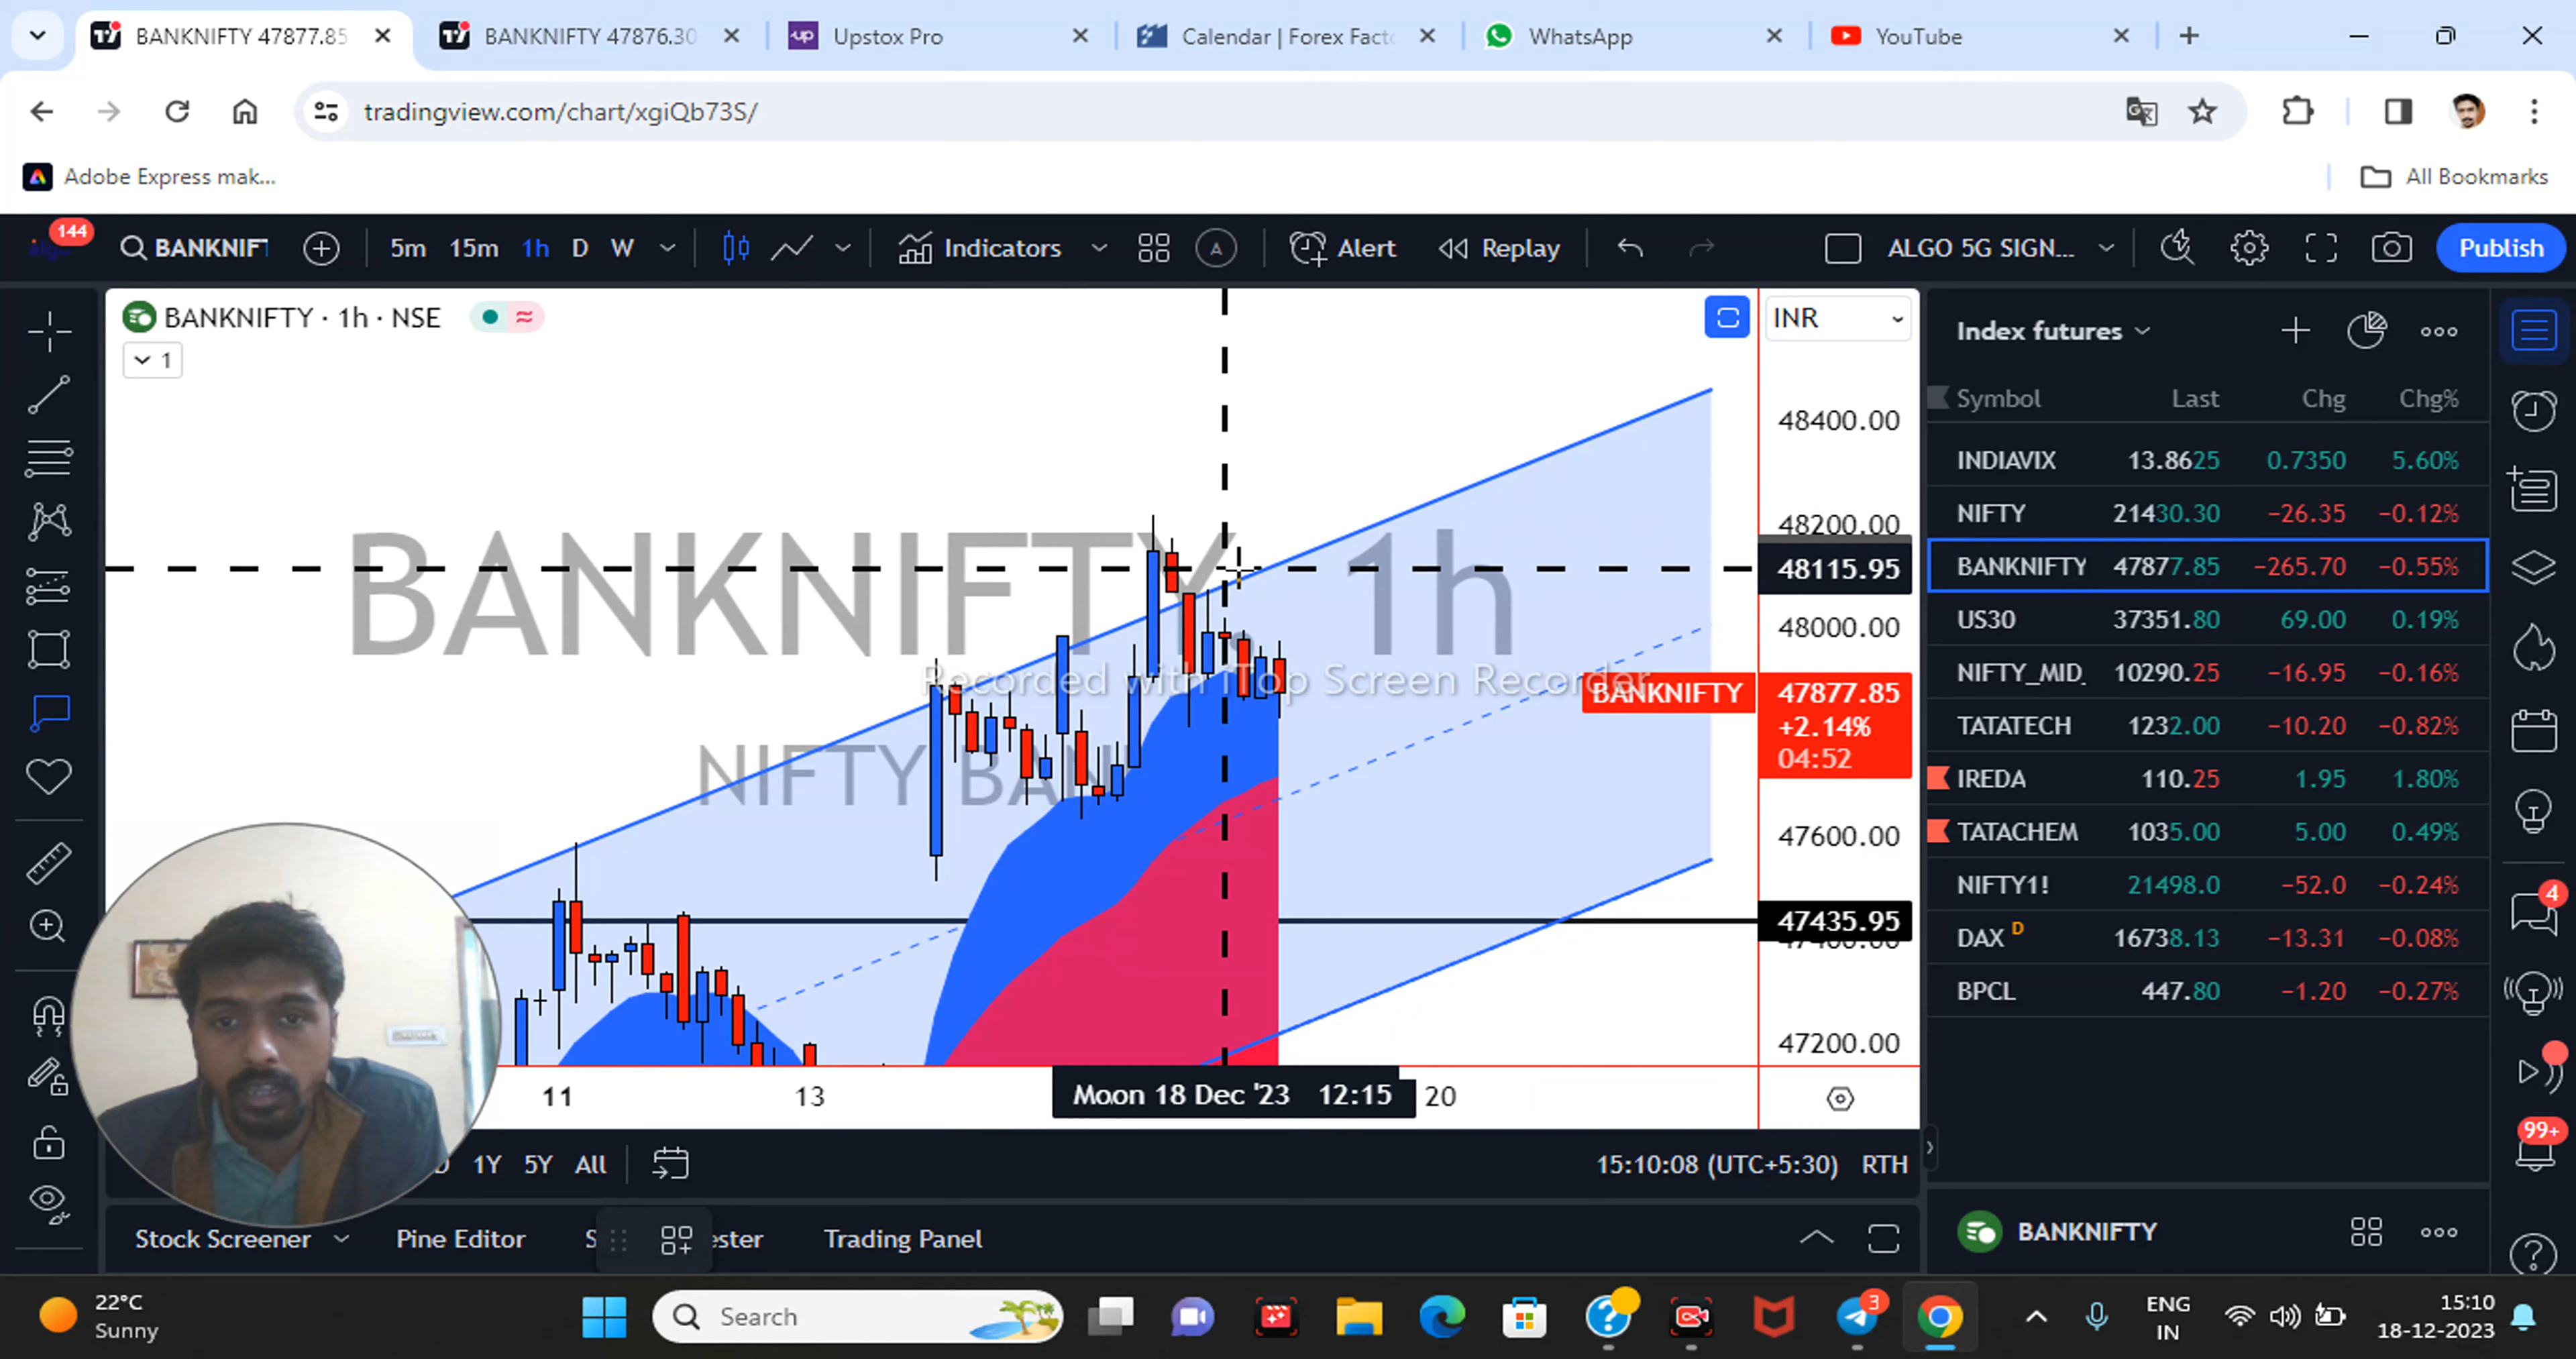 BANKNIFTY 47877.85
BANKNIFTY 47876.30
Upstox Pro
Calendar | Forex Facto
WhatsApp
YouTube
tradingview.com/chart/xgiQb73S/
Adobe Express mak...
All Bookmarks
144
BANKNIFT
5m 15m 1h D W
Indicators
A
Alert
Replay
ALGO 5G SIGN...
Publish
BANKNIFTY · 1h · NSE
1
INR
BANKNIFTY, 1h
NIFTY BAN
Recorded with iTop Screen Recorder
48400.00
48200.00
48115.95
48000.00
BANKNIFTY 47877.85
+2.14%
04:52
47600.00
47435.95
47400.00
47200.00
11
13
Moon 18 Dec '23 12:15
20
1Y 5Y All
15:10:08 (UTC+5:30) RTH
Stock Screener
Pine Editor
ester
Trading Panel
Index futures
Symbol Last Chg Chg%
INDIAVIX 13.8625 0.7350 5.60%
NIFTY 21430.30 −26.35 −0.12%
BANKNIFTY 47877.85 −265.70 −0.55%
US30 37351.80 69.00 0.19%
NIFTY_MID_ 10290.25 −16.95 −0.16%
TATATECH 1232.00 −10.20 −0.82%
IREDA 110.25 1.95 1.80%
TATACHEM 1035.00 5.00 0.49%
NIFTY1! 21498.0 −52.0 −0.24%
DAX D 16738.13 −13.31 −0.08%
BPCL 447.80 −1.20 −0.27%
BANKNIFTY
4
99+
22°C
Sunny
Search
3
ENG
IN
15:10
18-12-2023